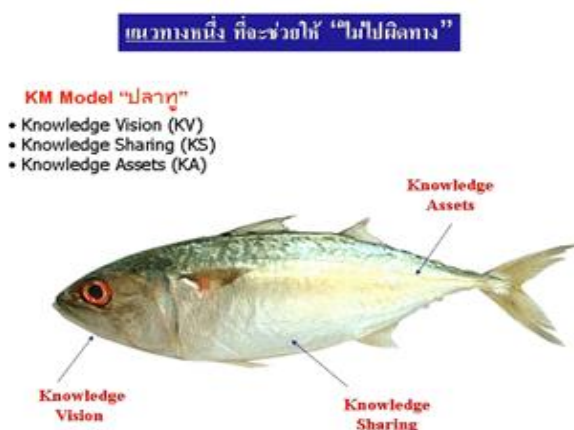 แนวทางหนึ่ง ที่จะช่วยให้ “ไม่ไปผิดทาง”
KM Model “ปลาทู”
• Knowledge Vision (KV)
• Knowledge Sharing (KS)
• Knowledge Assets (KA)
Knowledge
Assets
Knowledge
Vision
Knowledge
Sharing